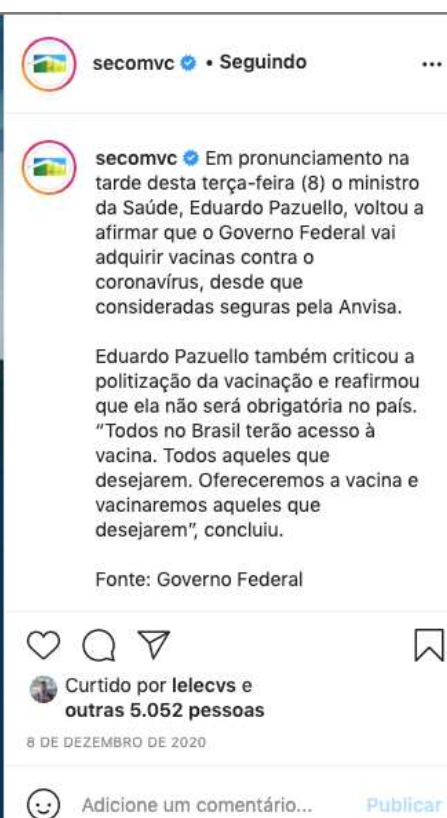 secomvc • Seguindo
secomvc Em pronunciamento na
tarde desta terça-feira (8) o ministro
da Saúde, Eduardo Pazuello, voltou a
afirmar que o Governo Federal vai
adquirir vacinas contra o
coronavírus, desde que
consideradas seguras pela Anvisa.
Eduardo Pazuello também criticou a
politização da vacinação e reafirmou
que ela não será obrigatória no país.
“Todos no Brasil terão acesso à
vacina. Todos aqueles que
desejarem. Ofereceremos a vacina e
vacinaremos aqueles que
desejarem”, concluiu.
Fonte: Governo Federal
Curtido por lelecvs e
outras 5.052 pessoas
8 DE DEZEMBRO DE 2020
Adicione um comentário... Publicar